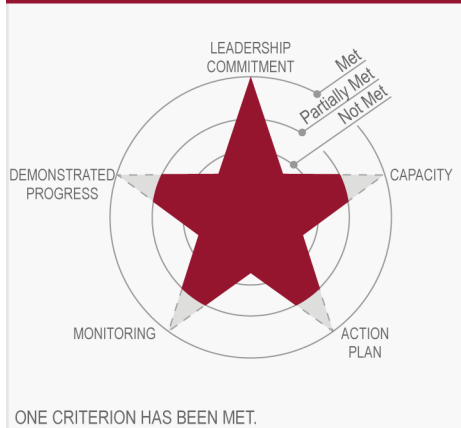 LEADERSHIP
COMMITMENT
Met
Partially Met
Not Met
DEMONSTRATED
PROGRESS
CAPACITY
MONITORING
ACTION
PLAN
ONE CRITERION HAS BEEN MET.